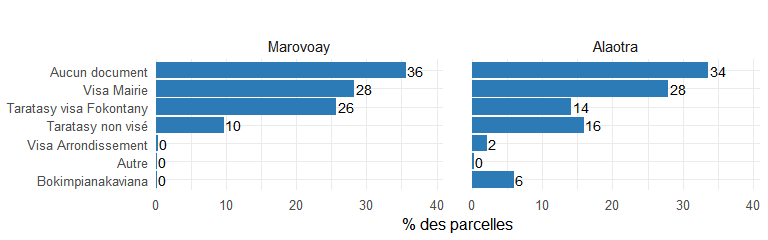 Marovoay Alaotra
Aucun document 36 34
Visa Mairie 28 28
Taratasy visa Fokontany 26 14
Taratasy non visé 10 16
Visa Arrondissement 0 2
Autre 0 0
Bokimpianakaviana 0 6
0 10 20 30 40 0 10 20 30 40
% des parcelles